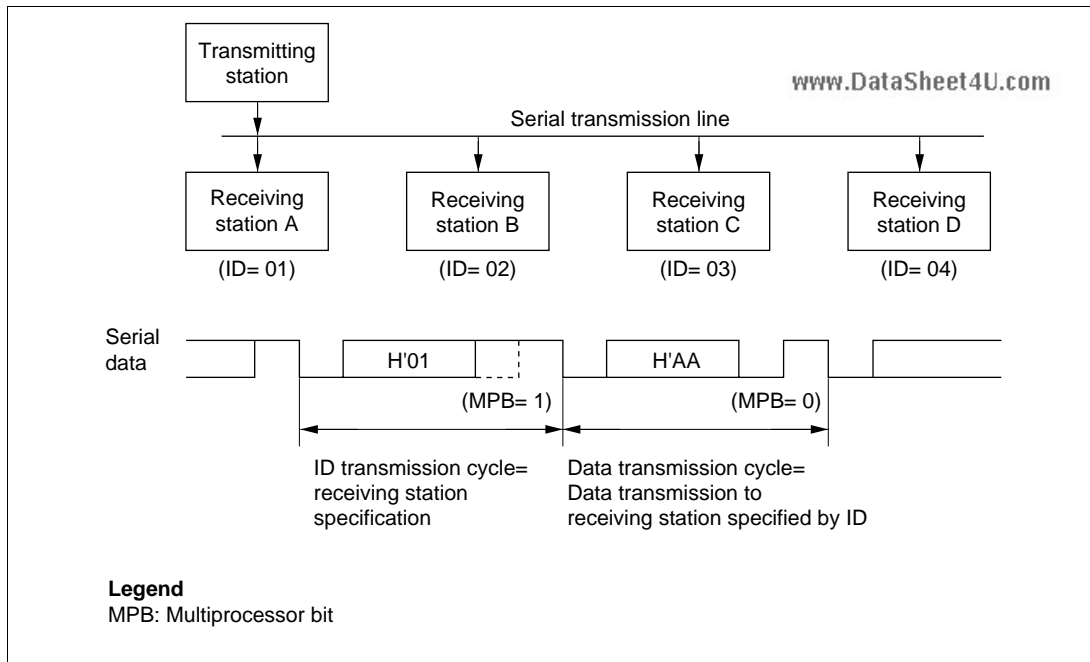 Transmitting
station
www.DataSheet4U.com
Serial transmission line
Receiving
station A
Receiving
station B
Receiving
station C
Receiving
station D
(ID= 01)
(ID= 02)
(ID= 03)
(ID= 04)
Serial
data
H'01
H'AA
(MPB= 1)
(MPB= 0)
ID transmission cycle=
receiving station
specification
Data transmission cycle=
Data transmission to
receiving station specified by ID
Legend
MPB: Multiprocessor bit